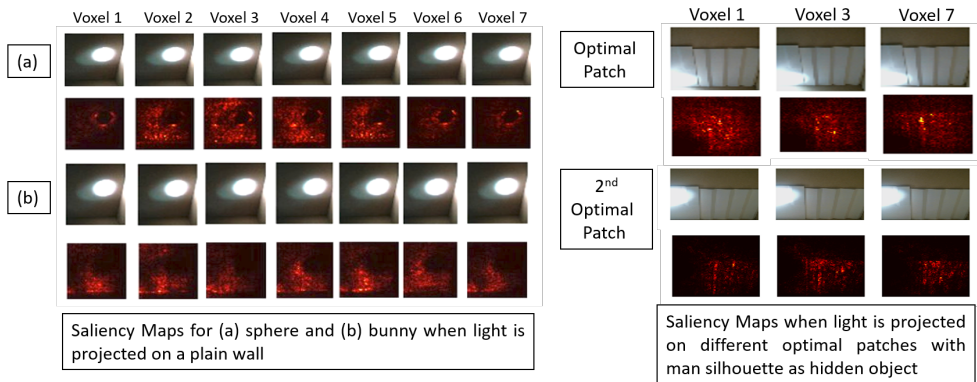 Voxel 1 Voxel 2 Voxel 3 Voxel 4 Voxel 5 Voxel 6 Voxel 7
(a)
(b)
Saliency Maps for (a) sphere and (b) bunny when light is
projected on a plain wall
Voxel 1 Voxel 3 Voxel 7
Optimal
Patch
2nd
Optimal
Patch
Saliency Maps when light is projected
on different optimal patches with
man silhouette as hidden object